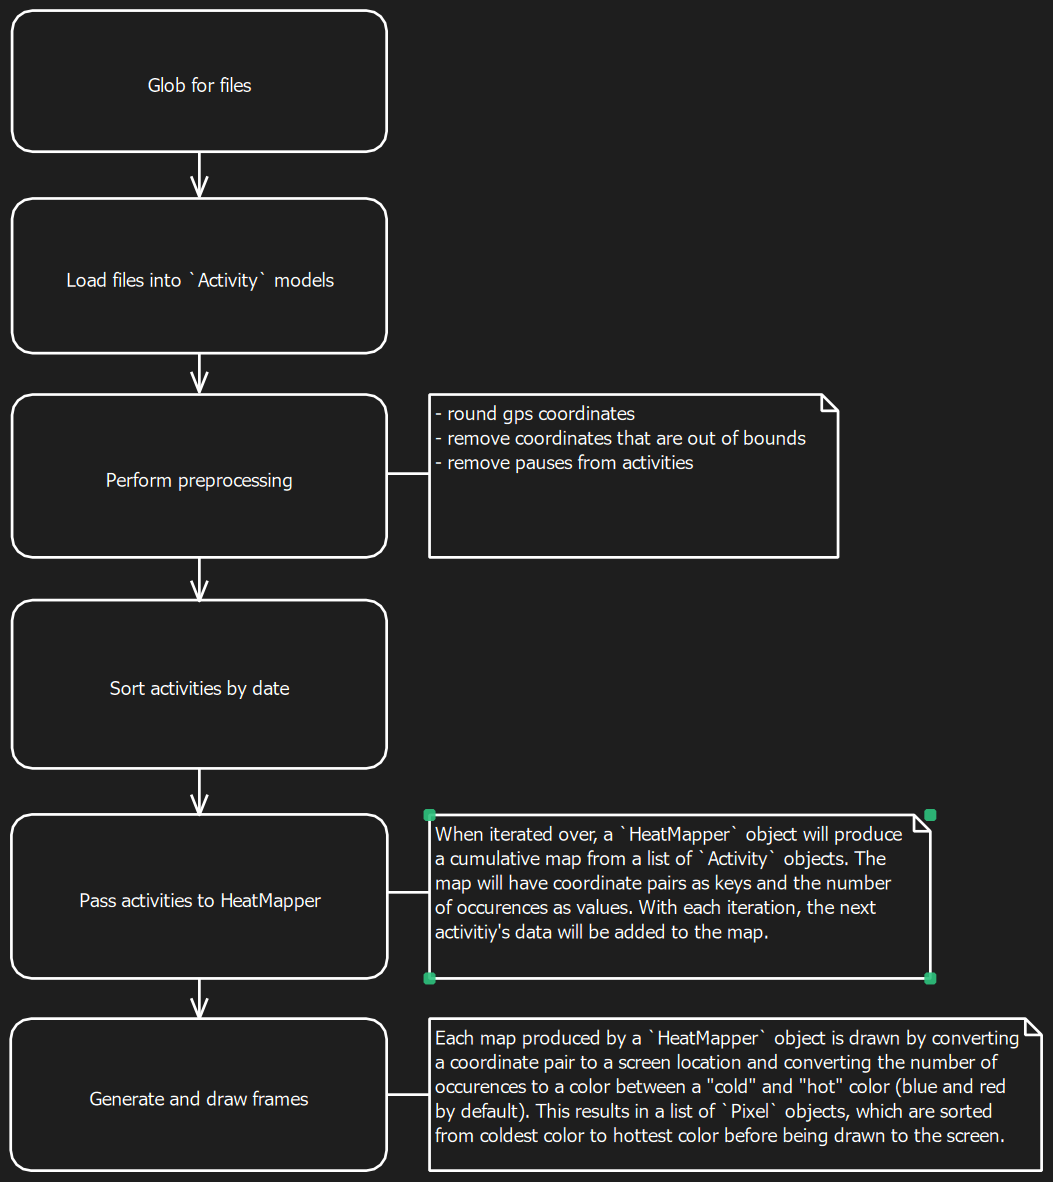 Glob for files
Load files into `Activity` models
Perform preprocessing
- round gps coordinates
- remove coordinates that are out of bounds
- remove pauses from activities
Sort activities by date
Pass activities to HeatMapper
When iterated over, a `HeatMapper` object will produce
a cumulative map from a list of `Activity` objects. The
map will have coordinate pairs as keys and the number
of occurences as values. With each iteration, the next
activitiy's data will be added to the map.
Generate and draw frames
Each map produced by a `HeatMapper` object is drawn by converting
a coordinate pair to a screen location and converting the number of
occurences to a color between a "cold" and "hot" color (blue and red
by default). This results in a list of `Pixel` objects, which are sorted
from coldest color to hottest color before being drawn to the screen.